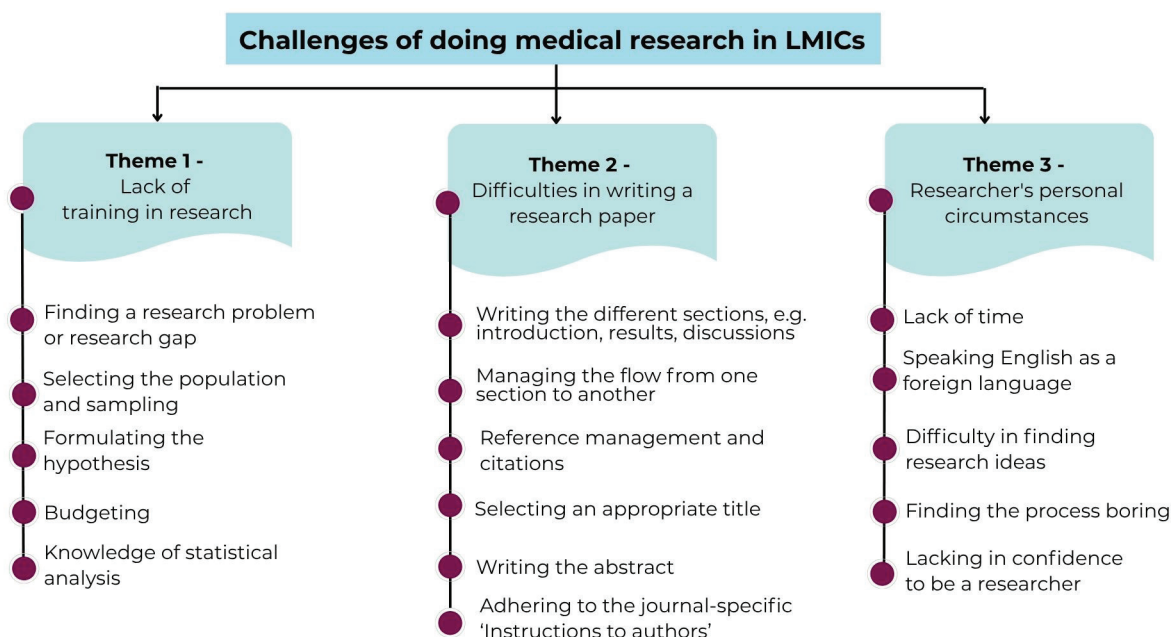 Challenges of doing medical research in LMICs
Theme 1 -
Lack of
training in research
Finding a research problem
or research gap
Selecting the population
and sampling
Formulating the
hypothesis
Budgeting
Knowledge of statistical
analysis
Theme 2 -
Difficulties in writing a
research paper
Writing the different sections, e.g.
introduction, results, discussions
Managing the flow from one
section to another
Reference management and
citations
Selecting an appropriate title
Writing the abstract
Adhering to the journal-specific
‘Instructions to authors’
Theme 3 -
Researcher's personal
circumstances
Lack of time
Speaking English as a
foreign language
Difficulty in finding
research ideas
Finding the process boring
Lacking in confidence
to be a researcher